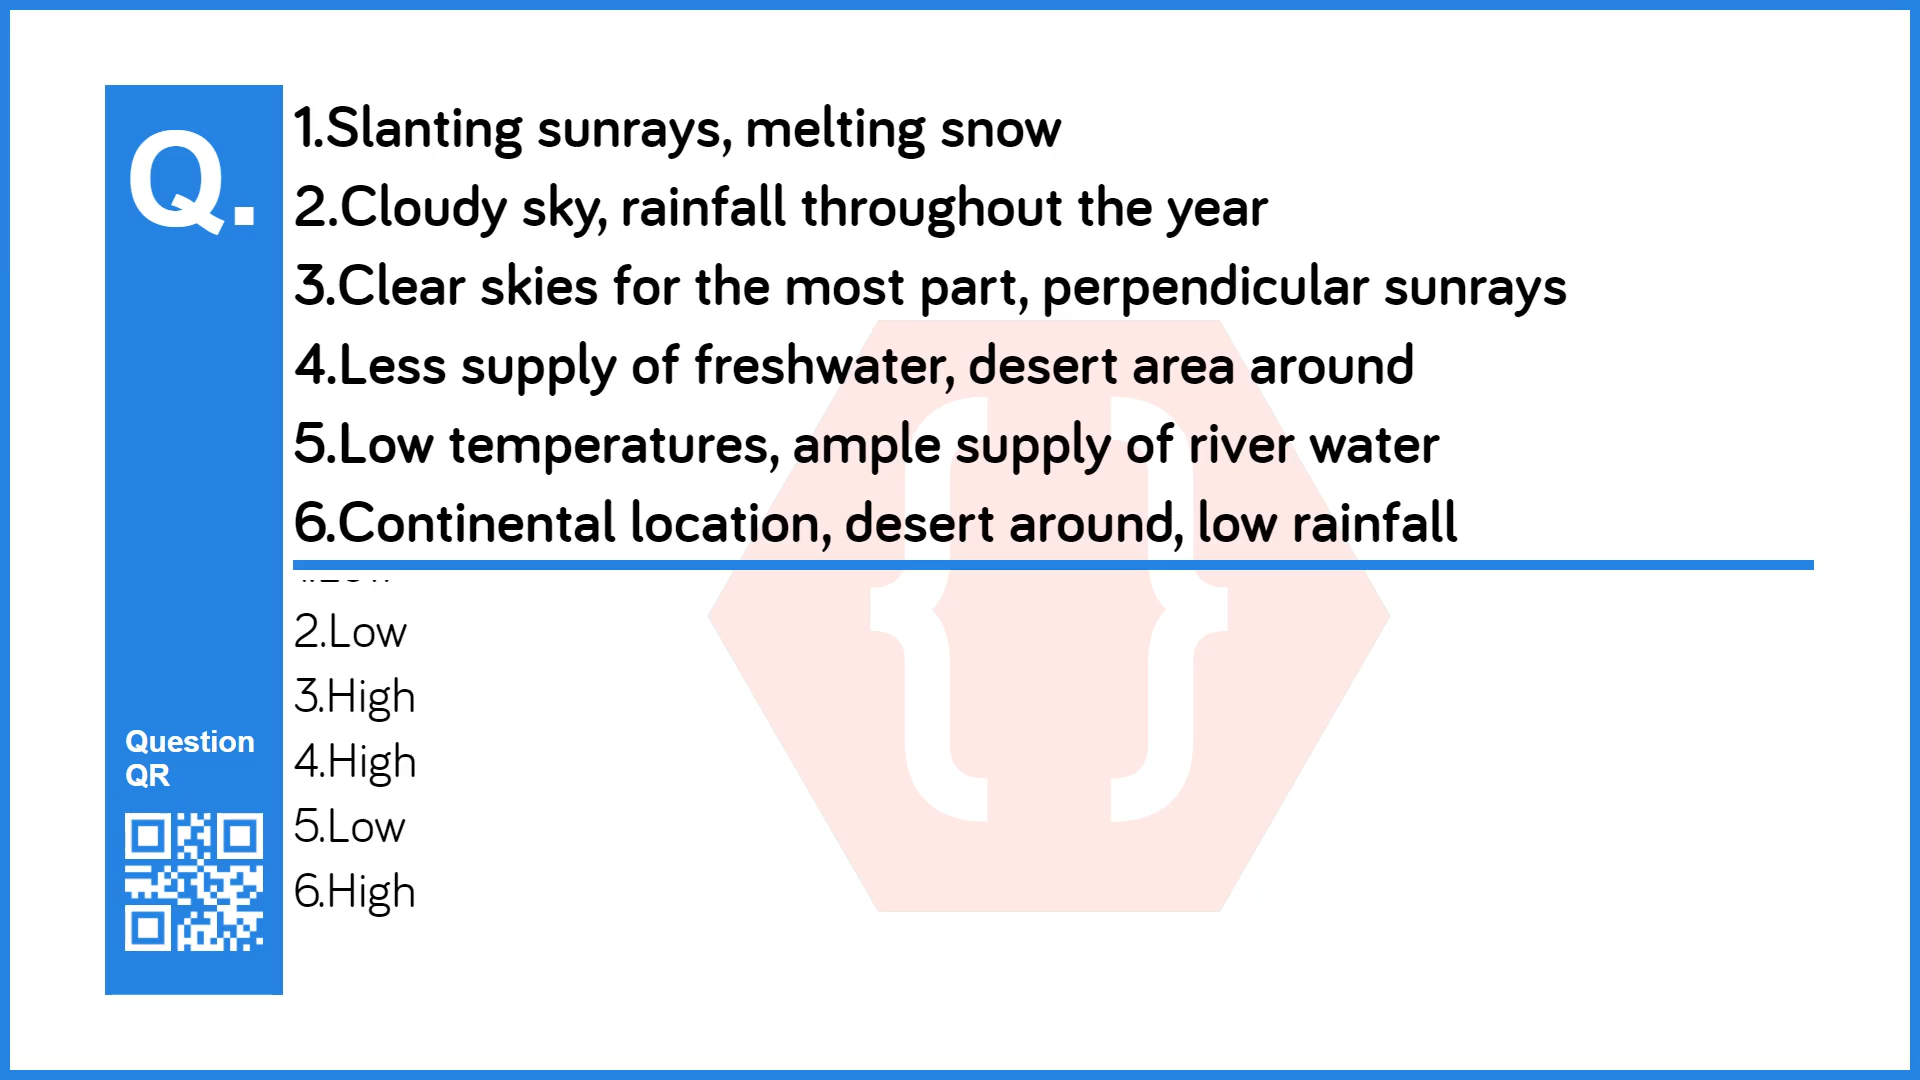 Q.
1.Slanting sunrays, melting snow
2.Cloudy sky, rainfall throughout the year
3.Clear skies for the most part, perpendicular sunrays
4.Less supply of freshwater, desert area around
5.Low temperatures, ample supply of river water
6.Continental location, desert around, low rainfall
2.Low
3.High
4.High
5.Low
6.High
Question
QR